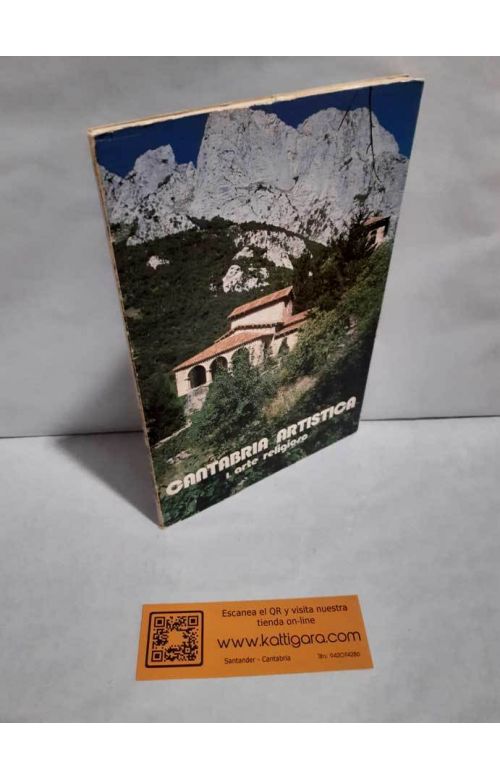 CANTABRIA ARTISTICA
1. arte religioso
Escanea el QR y visita nuestra
tienda on-line
www.kattigara.com
Santander - Cantabria